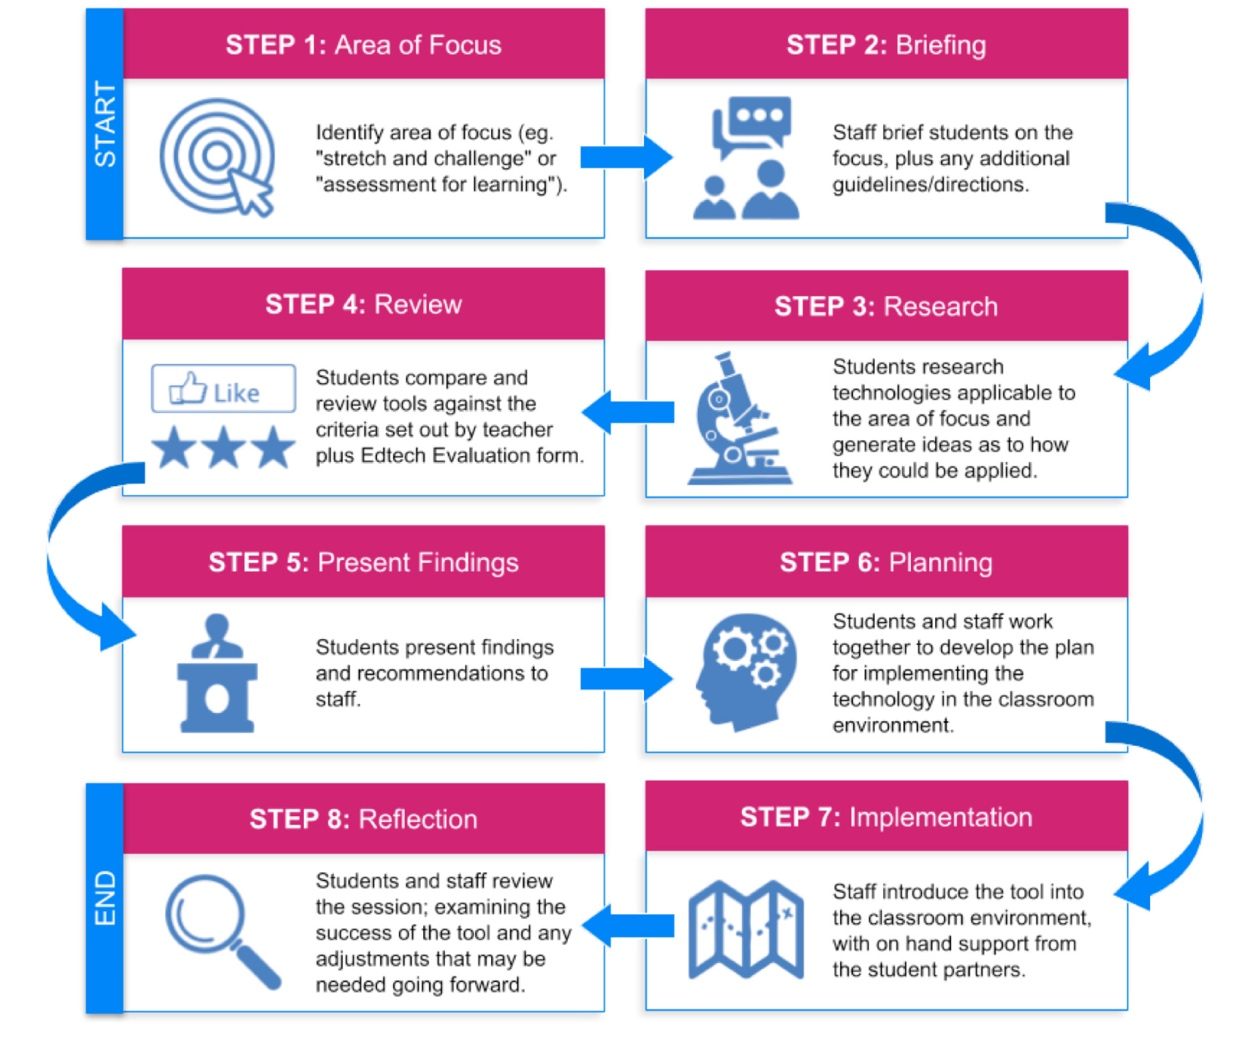 START
STEP 1: Area of Focus
Identify area of focus (eg.
"stretch and challenge" or
"assessment for learning").
STEP 2: Briefing
Staff brief students on the
focus, plus any additional
guidelines/directions.
STEP 3: Research
Students research
technologies applicable to
the area of focus and
generate ideas as to how
they could be applied.
STEP 4: Review
Like
Students compare and
review tools against the
criteria set out by teacher
plus Edtech Evaluation form.
STEP 5: Present Findings
Students present findings
and recommendations to
staff.
STEP 6: Planning
Students and staff work
together to develop the plan
for implementing the
technology in the classroom
environment.
STEP 7: Implementation
Staff introduce the tool into
the classroom environment,
with on hand support from
the student partners.
END
STEP 8: Reflection
Students and staff review
the session; examining the
success of the tool and any
adjustments that may be
needed going forward.